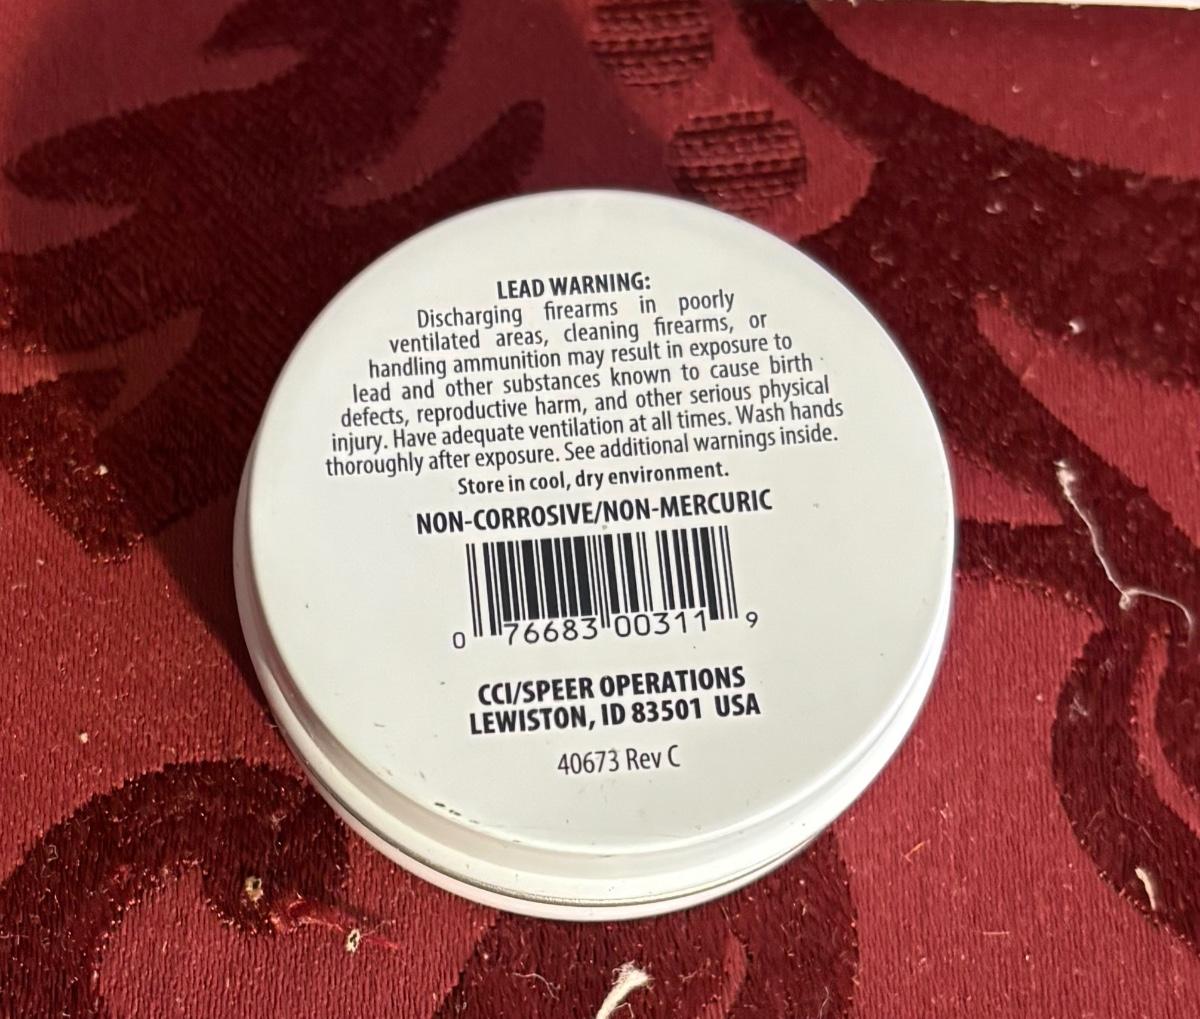 LEAD WARNING:
Discharging firearms in poorly
ventilated areas, cleaning firearms, or
handling ammunition may result in exposure to
lead and other substances known to cause birth
defects, reproductive harm, and other serious physical
injury. Have adequate ventilation at all times. Wash hands
thoroughly after exposure. See additional warnings inside.
Store in cool, dry environment.
NON-CORROSIVE/NON-MERCURIC
0 76683 00311 9
CCI/SPEER OPERATIONS
LEWISTON, ID 83501 USA
40673 Rev C